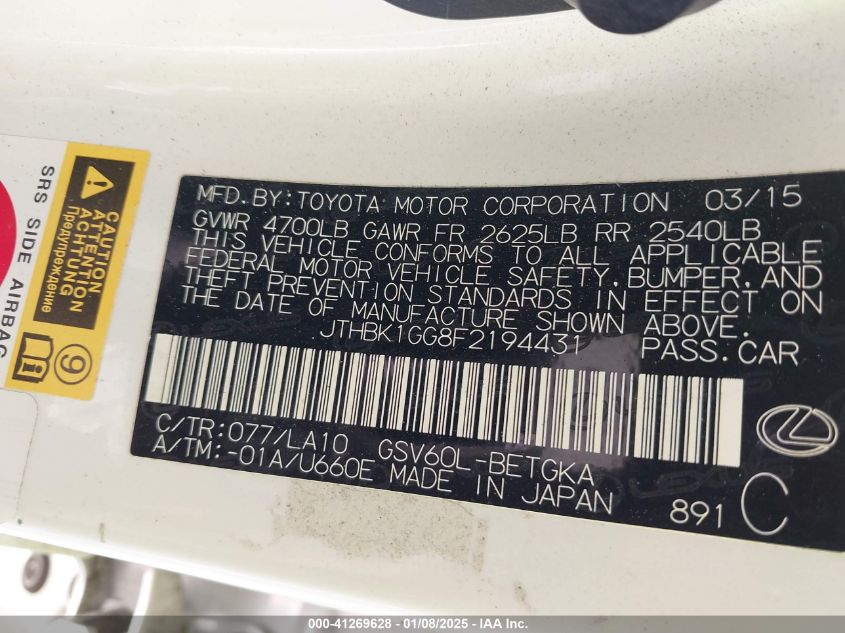 SRS SIDE AIRBAG
CAUTION
ATTENTION
ACHTUNG
Предупреждение
9
MFD. BY: TOYOTA MOTOR CORPORATION 03/15
GVWR 4700LB GAWR FR 2625LB RR 2540LB
THIS VEHICLE CONFORMS TO ALL APPLICABLE
FEDERAL MOTOR VEHICLE SAFETY, BUMPER, AND
THEFT PREVENTION STANDARDS IN EFFECT ON
THE DATE OF MANUFACTURE SHOWN ABOVE.
JTHBK1GG8F2194431 PASS. CAR
C/TR: 077/LA10 GSV60L-BETGKA
A/TM: -01A/U660E MADE IN JAPAN
891 C
000-41269628 - 01/08/2025 - IAA Inc.